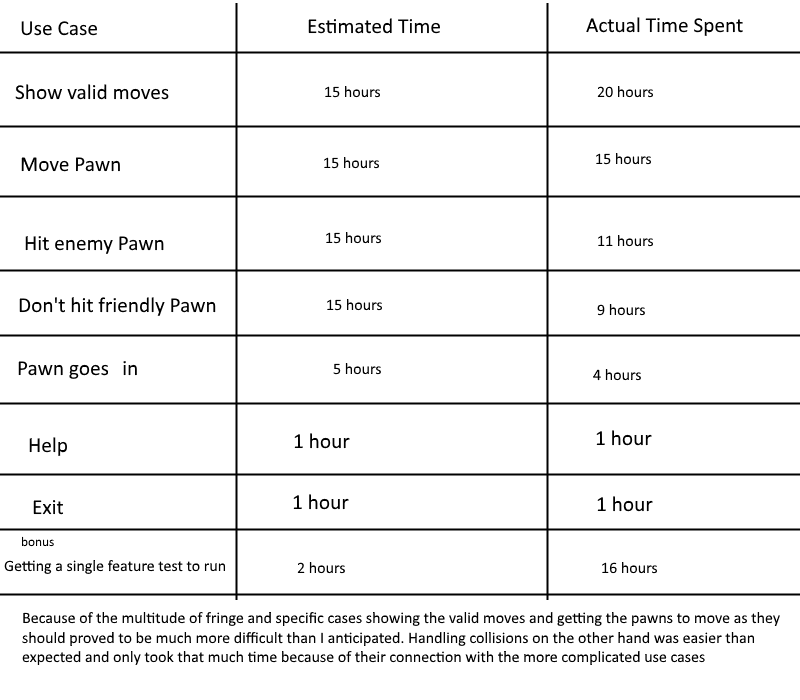 Use Case Estimated Time Actual Time Spent
Show valid moves 15 hours 20 hours
Move Pawn 15 hours 15 hours
Hit enemy Pawn 15 hours 11 hours
Don't hit friendly Pawn 15 hours 9 hours
Pawn goes in 5 hours 4 hours
Help 1 hour 1 hour
Exit 1 hour 1 hour
bonus
Getting a single feature test to run 2 hours 16 hours
Because of the multitude of fringe and specific cases showing the valid moves and getting the pawns to move as they
should proved to be much more difficult than I anticipated. Handling collisions on the other hand was easier than
expected and only took that much time because of their connection with the more complicated use cases